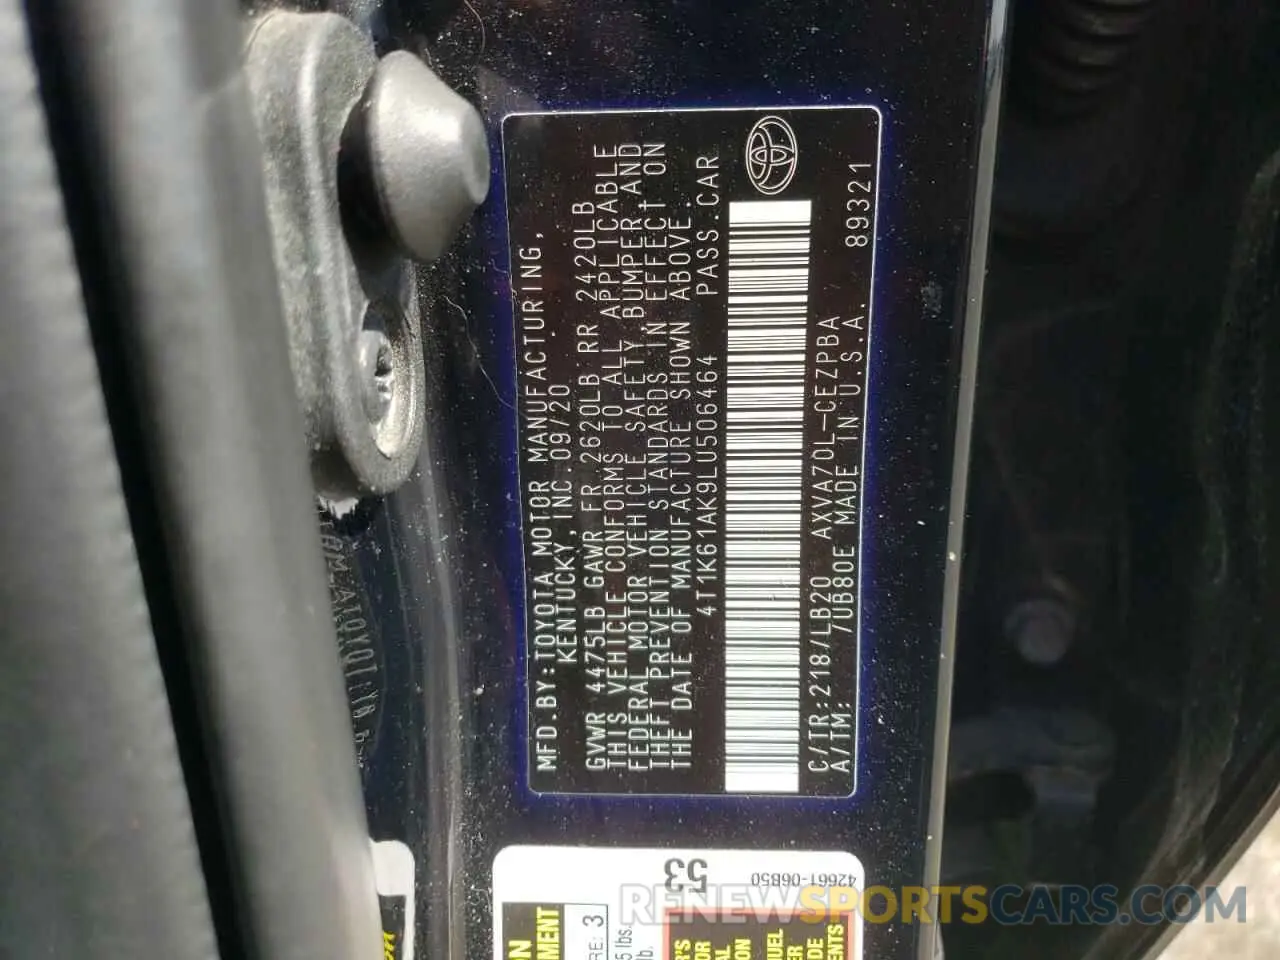 MFD.BY:TOYOTA MOTOR MANUFACTURING,
KENTUCKY,INC.09/20
GVWR 4475LB GAWR FR 2620LB RR 2420LB
THIS VEHICLE CONFORMS TO ALL APPLICABLE
FEDERAL MOTOR VEHICLE SAFETY,BUMPER,AND
THEFT PREVENTION STANDARDS IN EFFECT ON
THE DATE OF MANUFACTURE SHOWN ABOVE
4T1K61AK9LU506464 PASS.CAR
C/TR:218/LB20 AXVA70L-CEZPBA
A/TM: /UB80E MADE IN U.S.A. 89321
53
42661-06B50
RENEWSPORTSCARS.COM